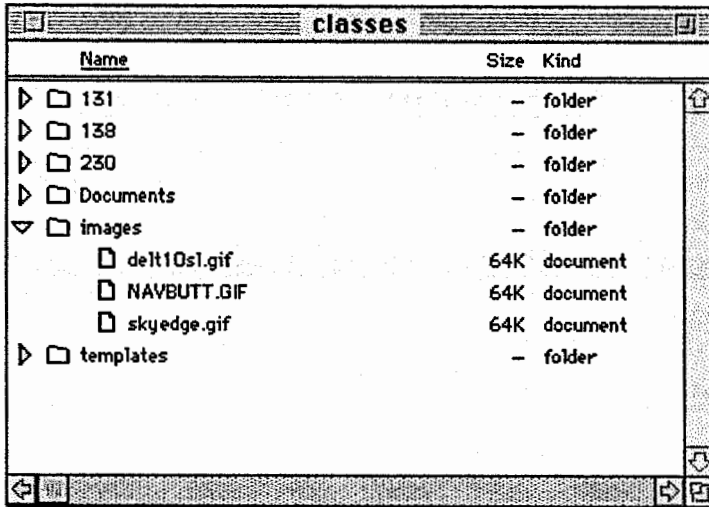 classes
Name Size Kind
131 – folder
138 – folder
230 – folder
Documents – folder
images – folder
delt10sl.gif 64K document
NAVBUTT.GIF 64K document
skyedge.gif 64K document
templates – folder